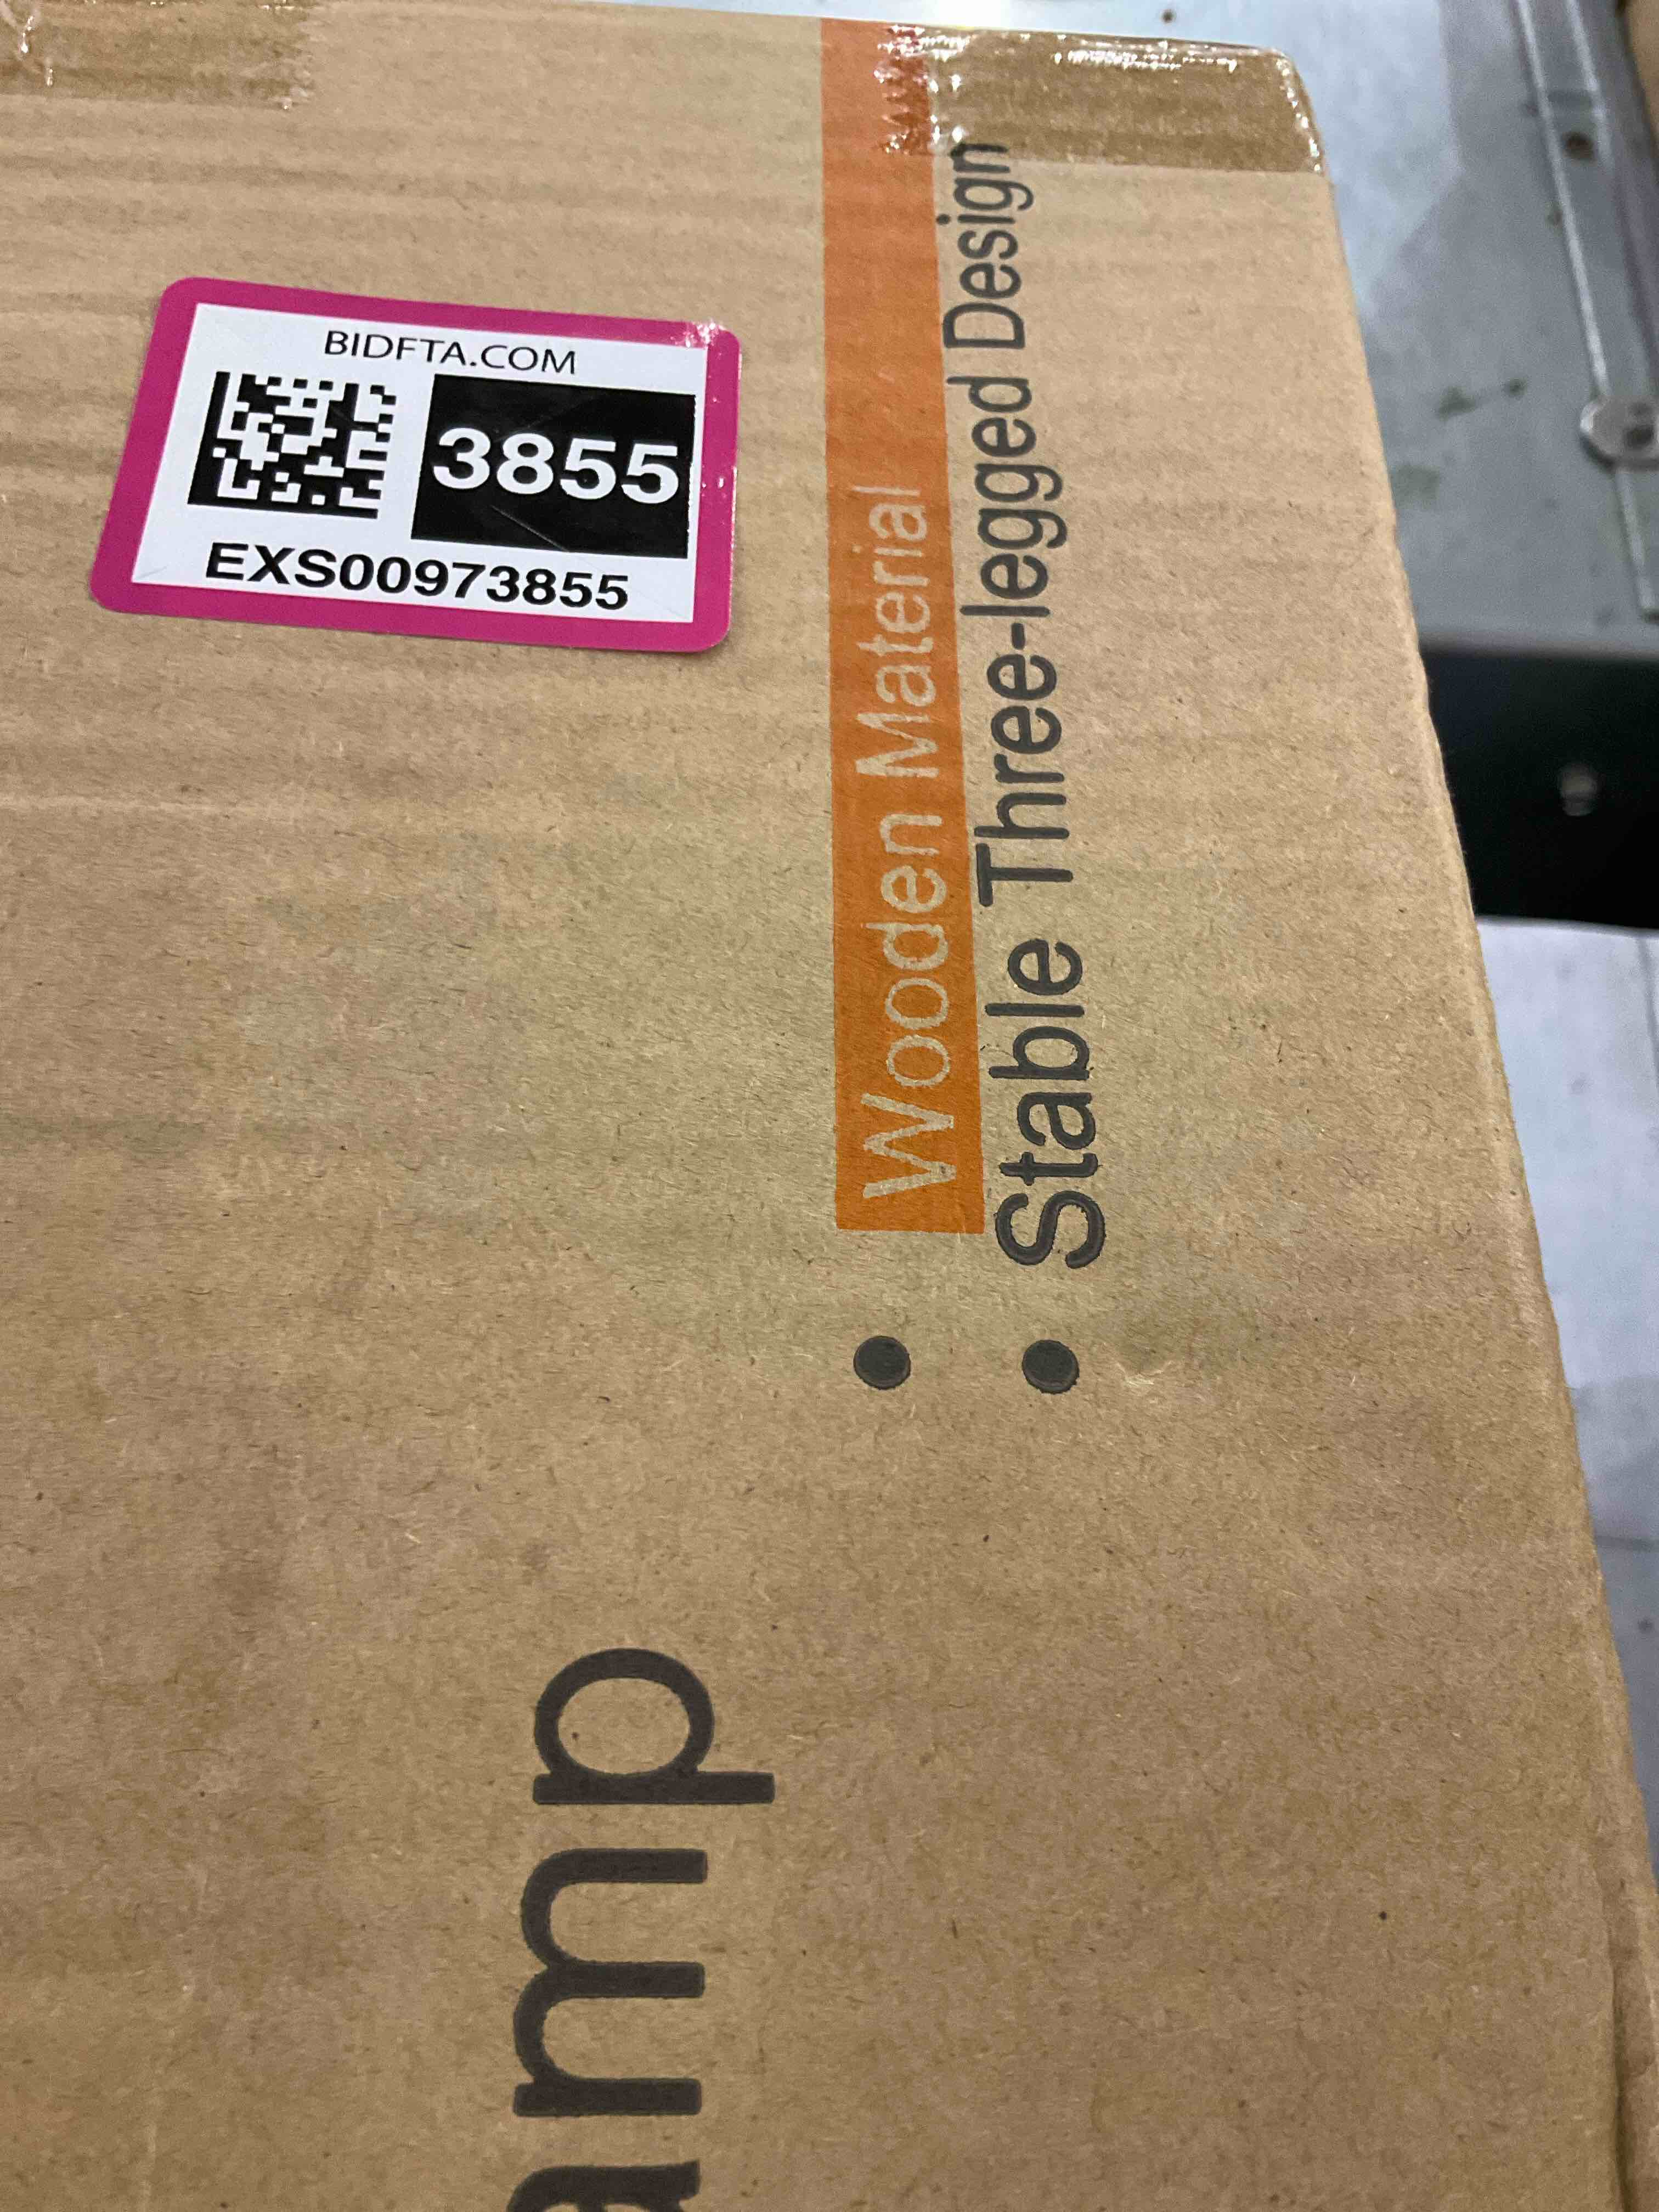 BIDFTA.COM
3855
EXS00973855
• Wooden Material
• Stable Three-legged Design
amp